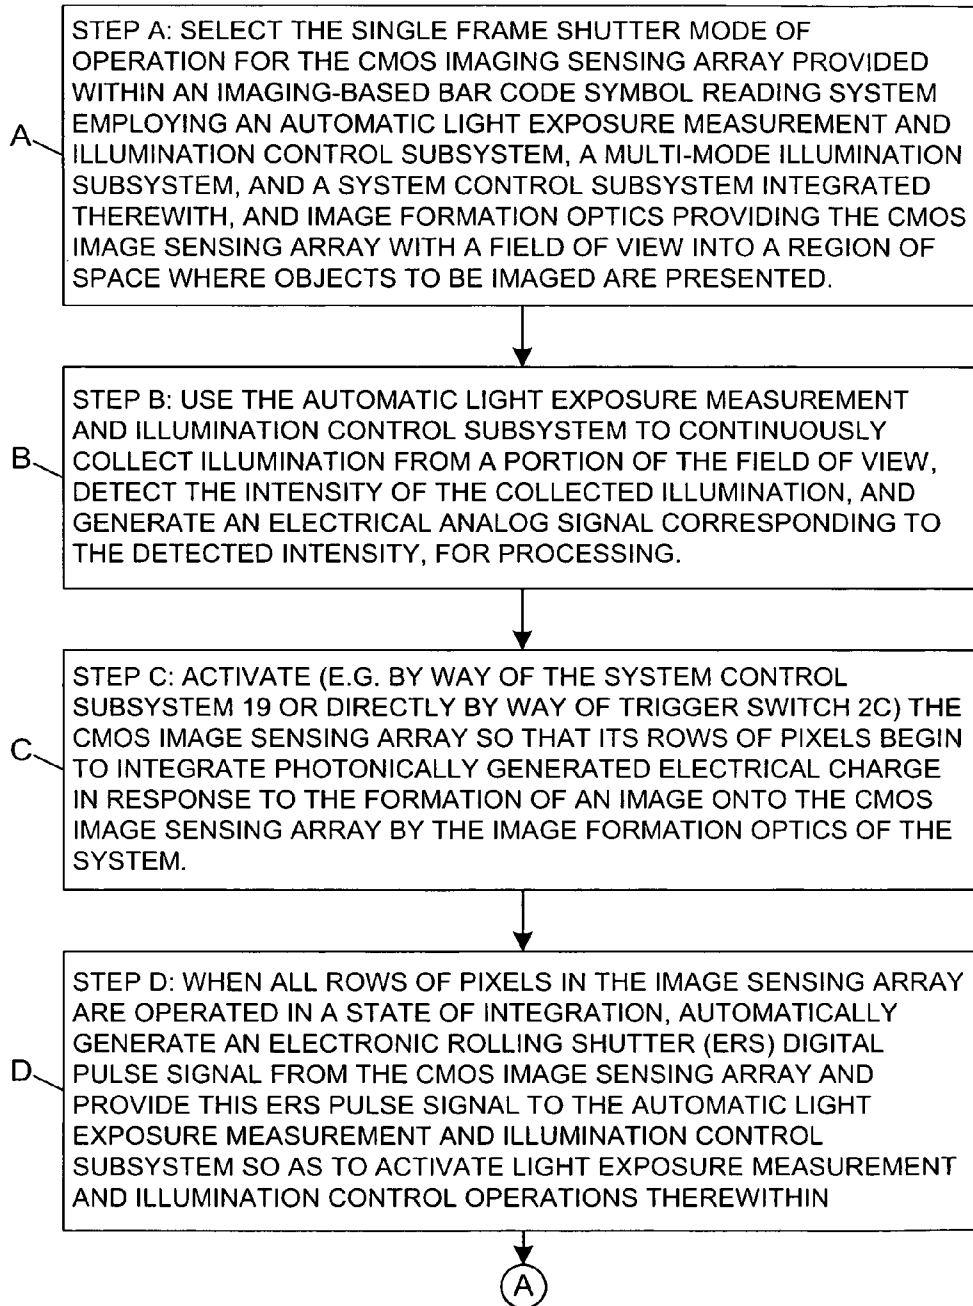 STEP A: SELECT THE SINGLE FRAME SHUTTER MODE OF
OPERATION FOR THE CMOS IMAGING SENSING ARRAY PROVIDED
WITHIN AN IMAGING-BASED BAR CODE SYMBOL READING SYSTEM
EMPLOYING AN AUTOMATIC LIGHT EXPOSURE MEASUREMENT AND
ILLUMINATION CONTROL SUBSYSTEM, A MULTI-MODE ILLUMINATION
SUBSYSTEM, AND A SYSTEM CONTROL SUBSYSTEM INTEGRATED
THEREWITH, AND IMAGE FORMATION OPTICS PROVIDING THE CMOS
IMAGE SENSING ARRAY WITH A FIELD OF VIEW INTO A REGION OF
SPACE WHERE OBJECTS TO BE IMAGED ARE PRESENTED.
A
STEP B: USE THE AUTOMATIC LIGHT EXPOSURE MEASUREMENT
AND ILLUMINATION CONTROL SUBSYSTEM TO CONTINUOUSLY
COLLECT ILLUMINATION FROM A PORTION OF THE FIELD OF VIEW,
DETECT THE INTENSITY OF THE COLLECTED ILLUMINATION, AND
GENERATE AN ELECTRICAL ANALOG SIGNAL CORRESPONDING TO
THE DETECTED INTENSITY, FOR PROCESSING.
B
STEP C: ACTIVATE (E.G. BY WAY OF THE SYSTEM CONTROL
SUBSYSTEM 19 OR DIRECTLY BY WAY OF TRIGGER SWITCH 2C) THE
CMOS IMAGE SENSING ARRAY SO THAT ITS ROWS OF PIXELS BEGIN
TO INTEGRATE PHOTONICALLY GENERATED ELECTRICAL CHARGE
IN RESPONSE TO THE FORMATION OF AN IMAGE ONTO THE CMOS
IMAGE SENSING ARRAY BY THE IMAGE FORMATION OPTICS OF THE
SYSTEM.
C
STEP D: WHEN ALL ROWS OF PIXELS IN THE IMAGE SENSING ARRAY
ARE OPERATED IN A STATE OF INTEGRATION, AUTOMATICALLY
GENERATE AN ELECTRONIC ROLLING SHUTTER (ERS) DIGITAL
PULSE SIGNAL FROM THE CMOS IMAGE SENSING ARRAY AND
PROVIDE THIS ERS PULSE SIGNAL TO THE AUTOMATIC LIGHT
EXPOSURE MEASUREMENT AND ILLUMINATION CONTROL
SUBSYSTEM SO AS TO ACTIVATE LIGHT EXPOSURE MEASUREMENT
AND ILLUMINATION CONTROL OPERATIONS THEREWITHIN
D
A